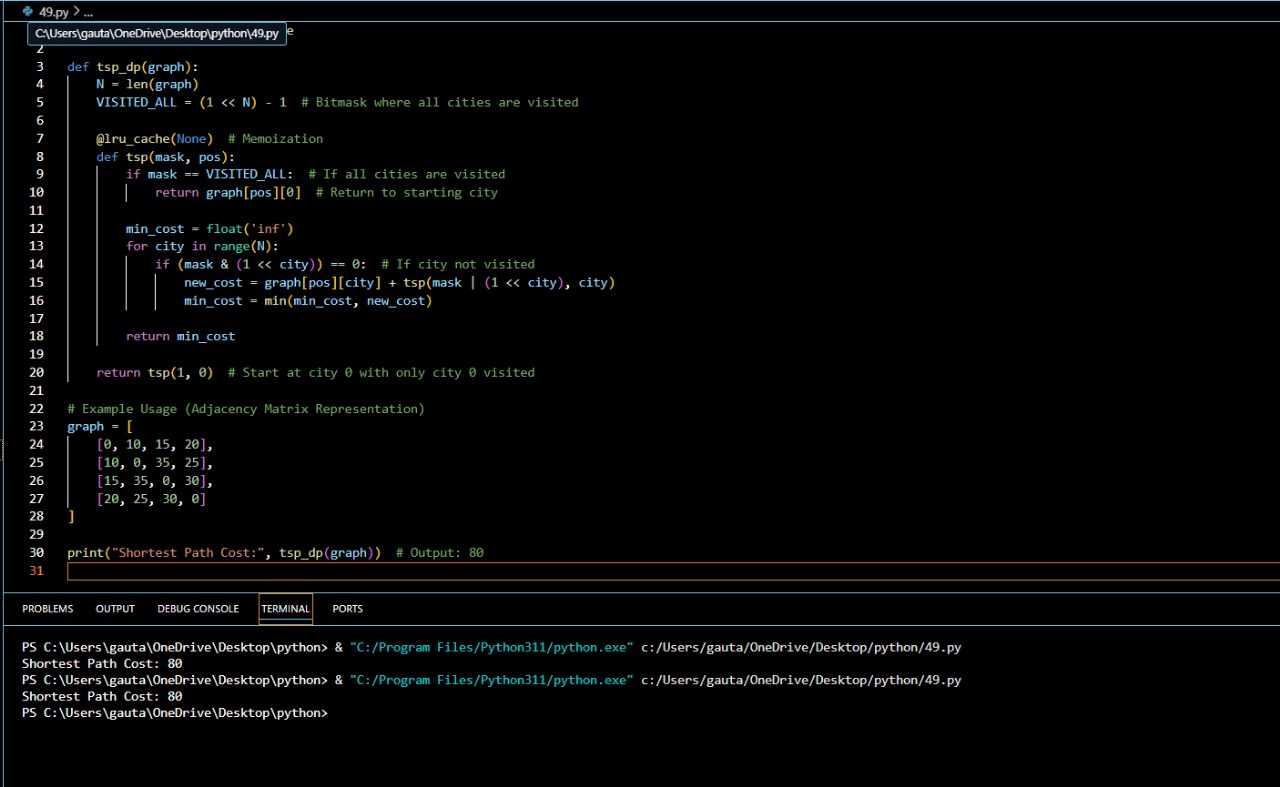 49.py > ...
C:\Users\gauta\OneDrive\Desktop\python\49.py
2
3 def tsp_dp(graph):
4     N = len(graph)
5     VISITED_ALL = (1 << N) - 1  # Bitmask where all cities are visited
6
7     @lru_cache(None)  # Memoization
8     def tsp(mask, pos):
9         if mask == VISITED_ALL:  # If all cities are visited
10             return graph[pos][0]  # Return to starting city
11
12         min_cost = float('inf')
13         for city in range(N):
14             if (mask & (1 << city)) == 0:  # If city not visited
15                 new_cost = graph[pos][city] + tsp(mask | (1 << city), city)
16                 min_cost = min(min_cost, new_cost)
17
18         return min_cost
19
20     return tsp(1, 0)  # Start at city 0 with only city 0 visited
21
22 # Example Usage (Adjacency Matrix Representation)
23 graph = [
24     [0, 10, 15, 20],
25     [10, 0, 35, 25],
26     [15, 35, 0, 30],
27     [20, 25, 30, 0]
28 ]
29
30 print("Shortest Path Cost:", tsp_dp(graph))  # Output: 80
31
PROBLEMS OUTPUT DEBUG CONSOLE TERMINAL PORTS
PS C:\Users\gauta\OneDrive\Desktop\python> & "C:/Program Files/Python311/python.exe" c:/Users/gauta/OneDrive/Desktop/python/49.py
Shortest Path Cost: 80
PS C:\Users\gauta\OneDrive\Desktop\python> & "C:/Program Files/Python311/python.exe" c:/Users/gauta/OneDrive/Desktop/python/49.py
Shortest Path Cost: 80
PS C:\Users\gauta\OneDrive\Desktop\python>